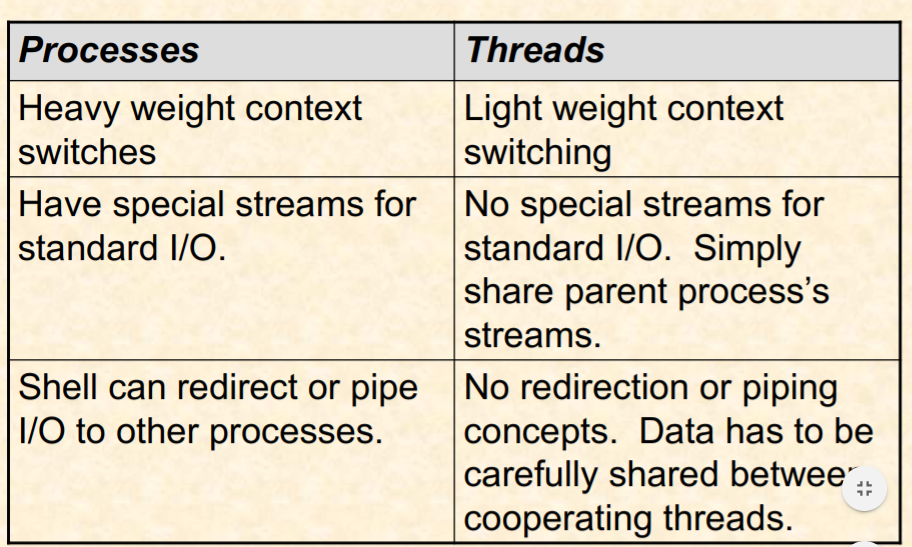 Processes
Threads
Heavy weight context
switches
Light weight context
switching
Have special streams for
standard I/O.
No special streams for
standard I/O.  Simply
share parent process’s
streams.
Shell can redirect or pipe
I/O to other processes.
No redirection or piping
concepts.  Data has to be
carefully shared between
cooperating threads.